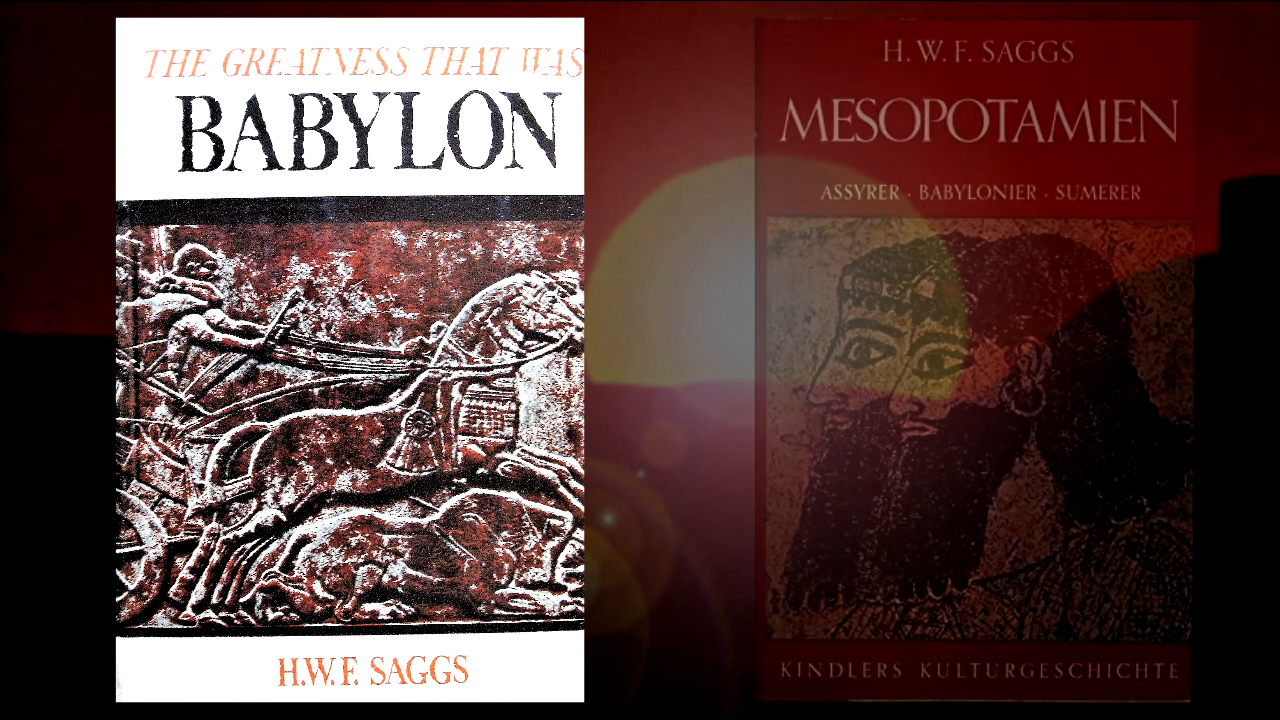 THE GREATNESS THAT WAS
BABYLON
H.W.F. SAGGS
H. W. F. SAGGS
MESOPOTAMIEN
ASSYRER · BABYLONIER · SUMERER
KINDLERS KULTURGESCHICHTE